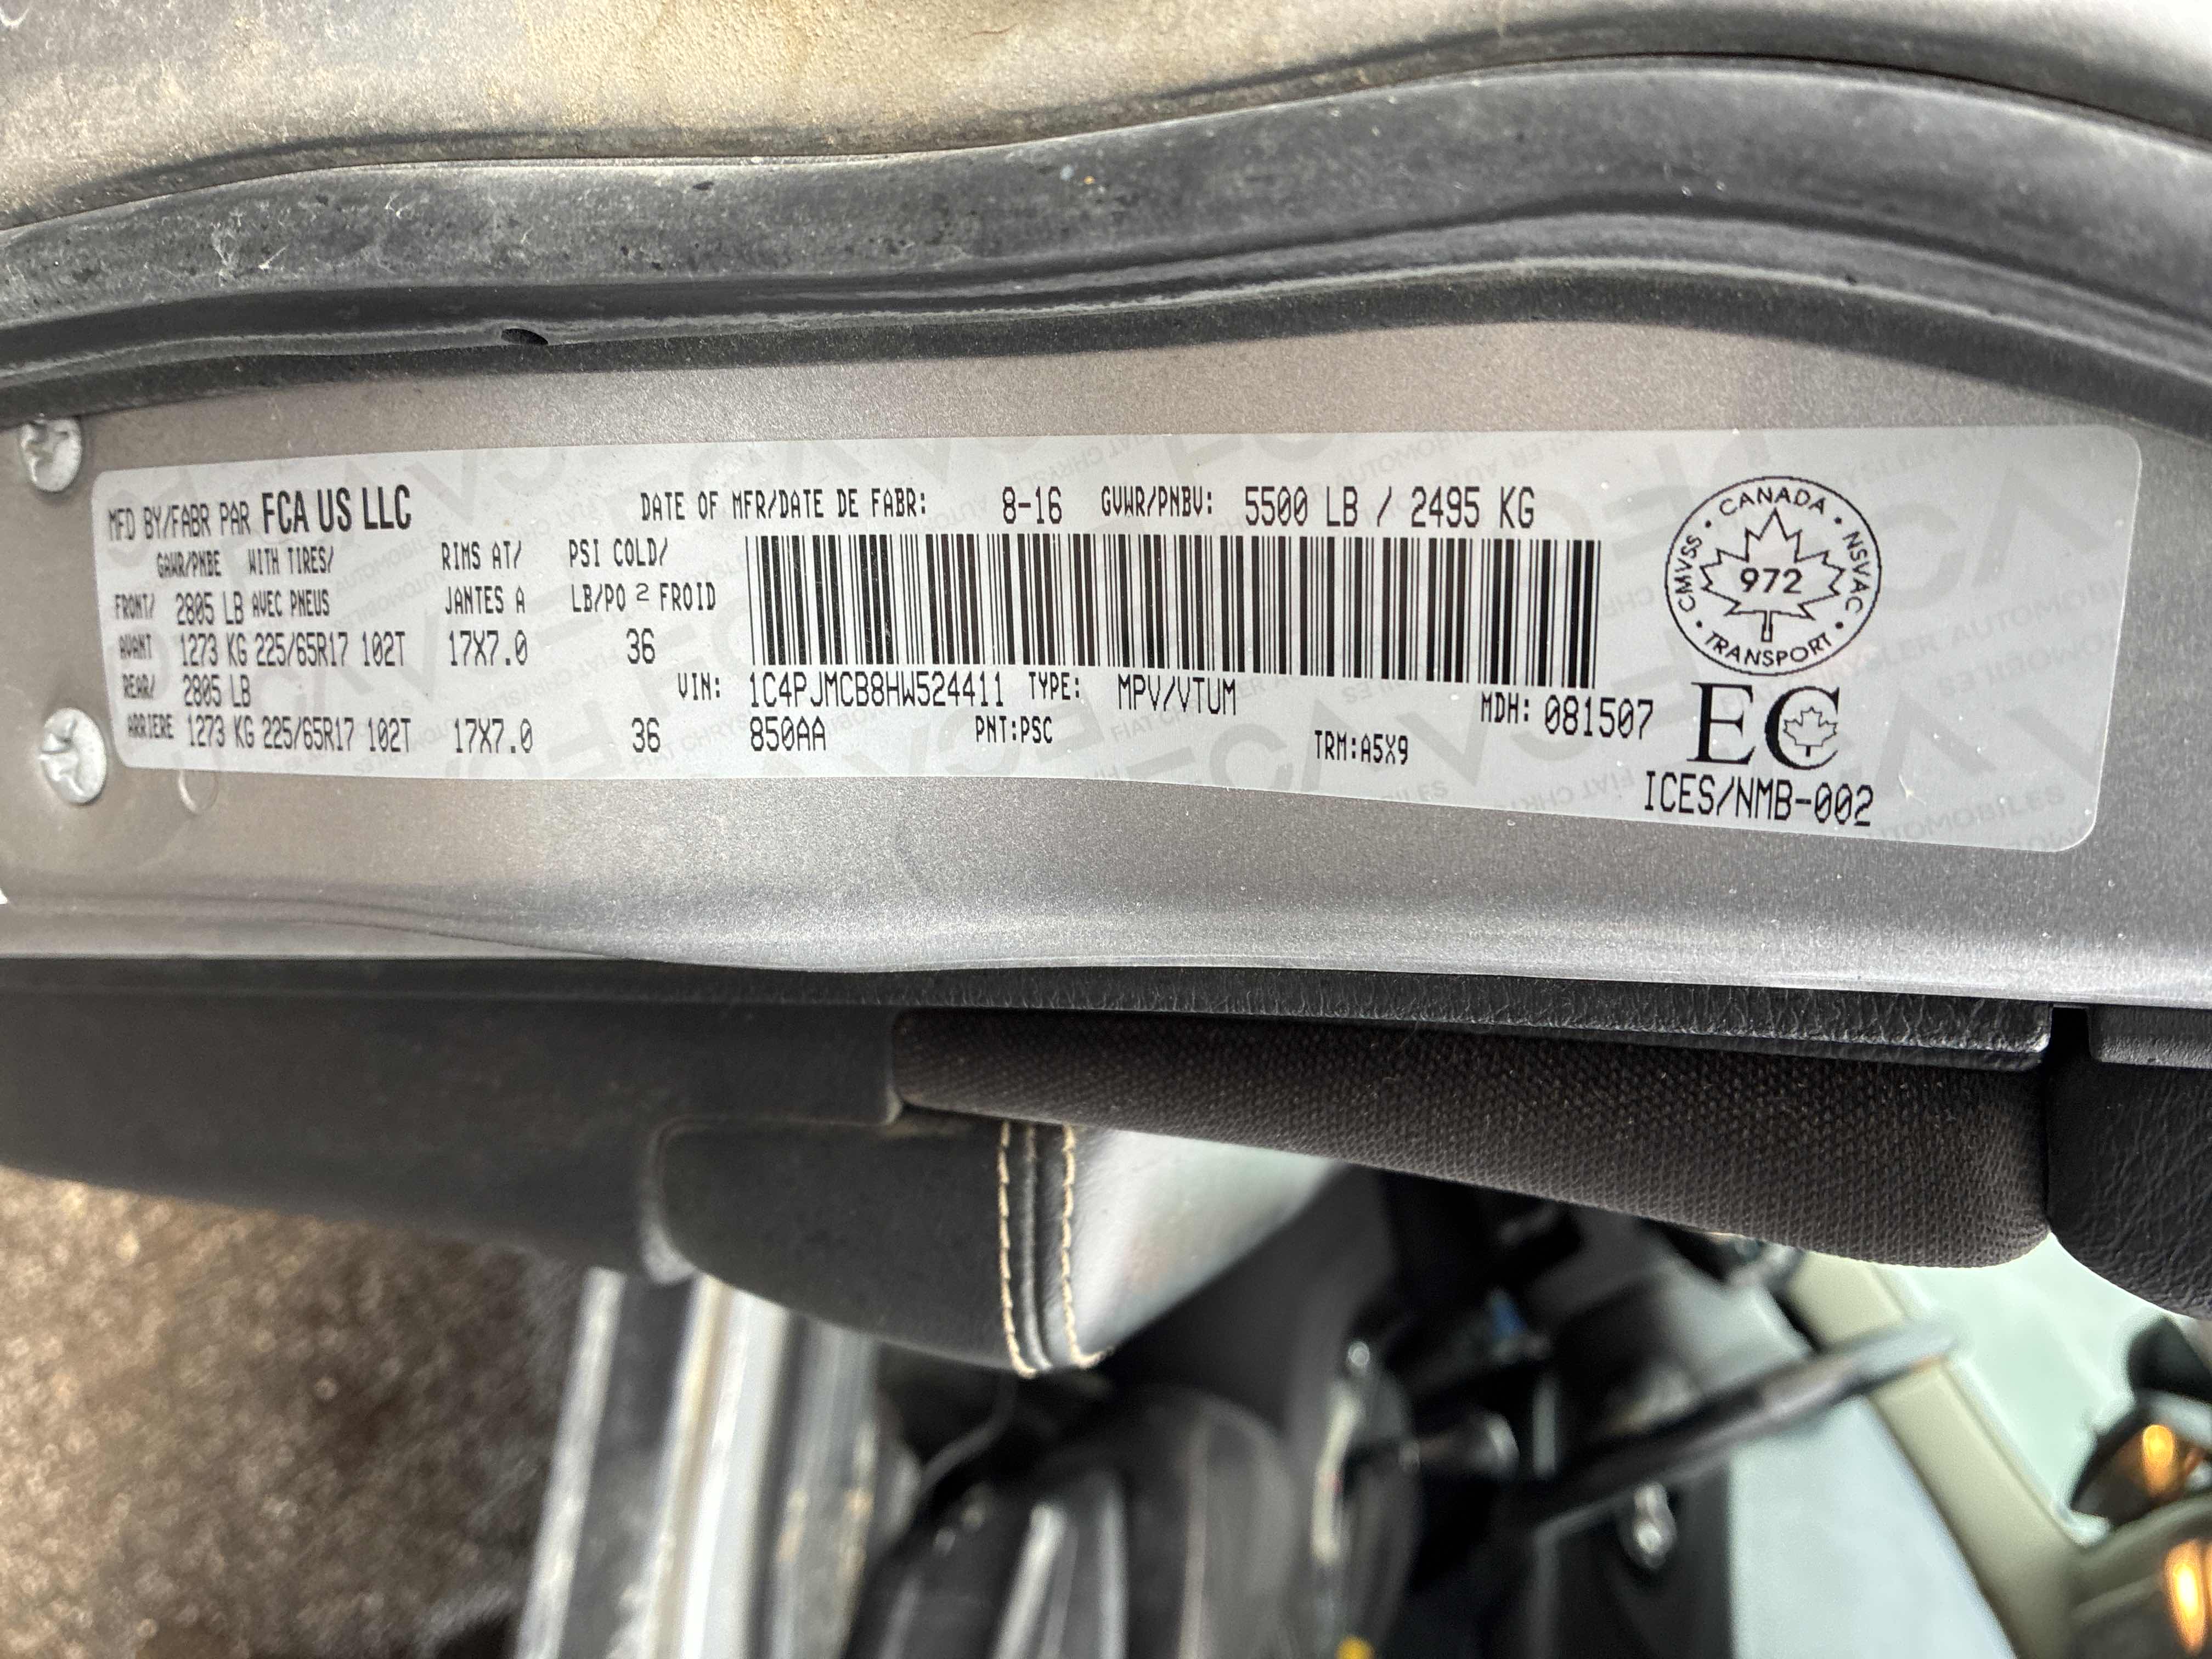 MFD BY/FABR PAR FCA US LLC DATE OF MFR/DATE DE FABR: 8-16 GVWR/PNBV: 5500 LB / 2495 KG
GAWR/PNBE WITH TIRES/ RIMS AT/ PSI COLD/
FRONT/ 2805 LB AVEC PNEUS JANTES A LB/PO 2 FROID
AVANT 1273 KG 225/65R17 102T 17X7.0 36
REAR/ 2805 LB VIN: 1C4PJMCB8HW524411 TYPE: MPV/VTUM MDH: 081507
ARRIERE 1273 KG 225/65R17 102T 17X7.0 36 850AA PNT:PSC TRM:A5X9
CANADA · NSVAC · TRANSPORT · CMVSS ·
972
EC
ICES/NMB-002